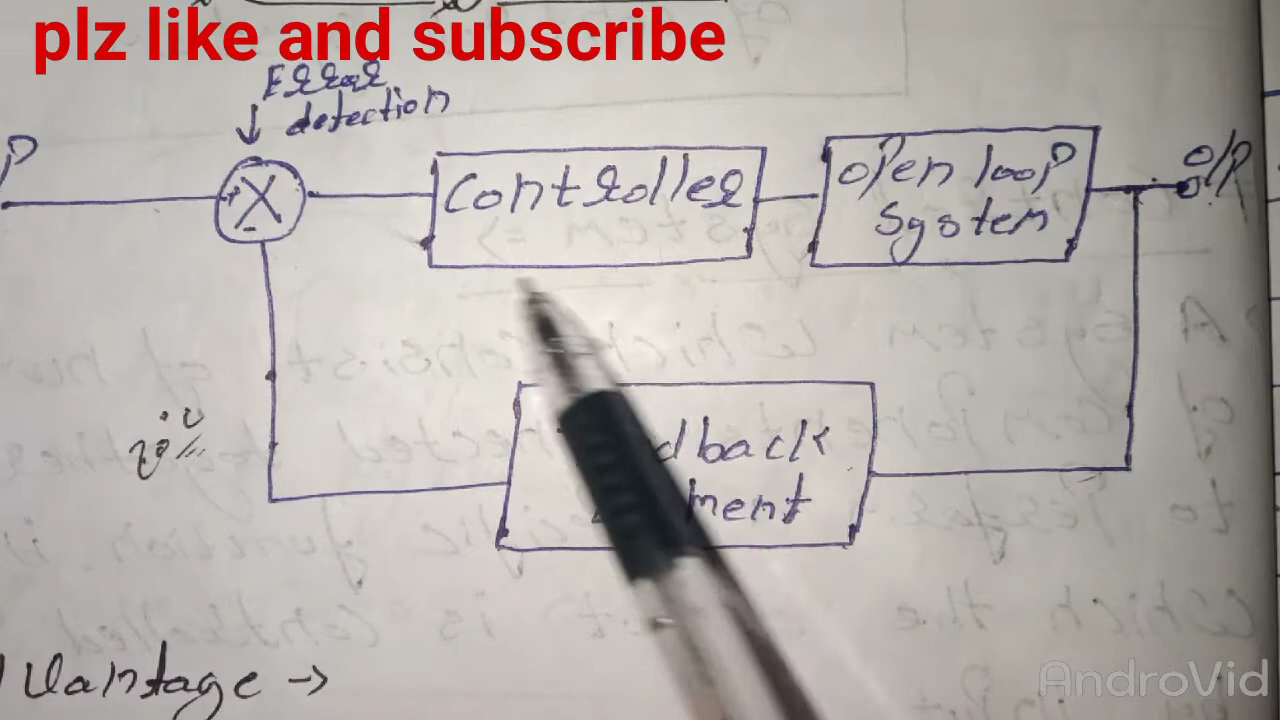 plz like and subscribe
Error
detection
P
X
+
-
Controller
open loop
system
O/P
dback
ment
Vantage →
AndroVid